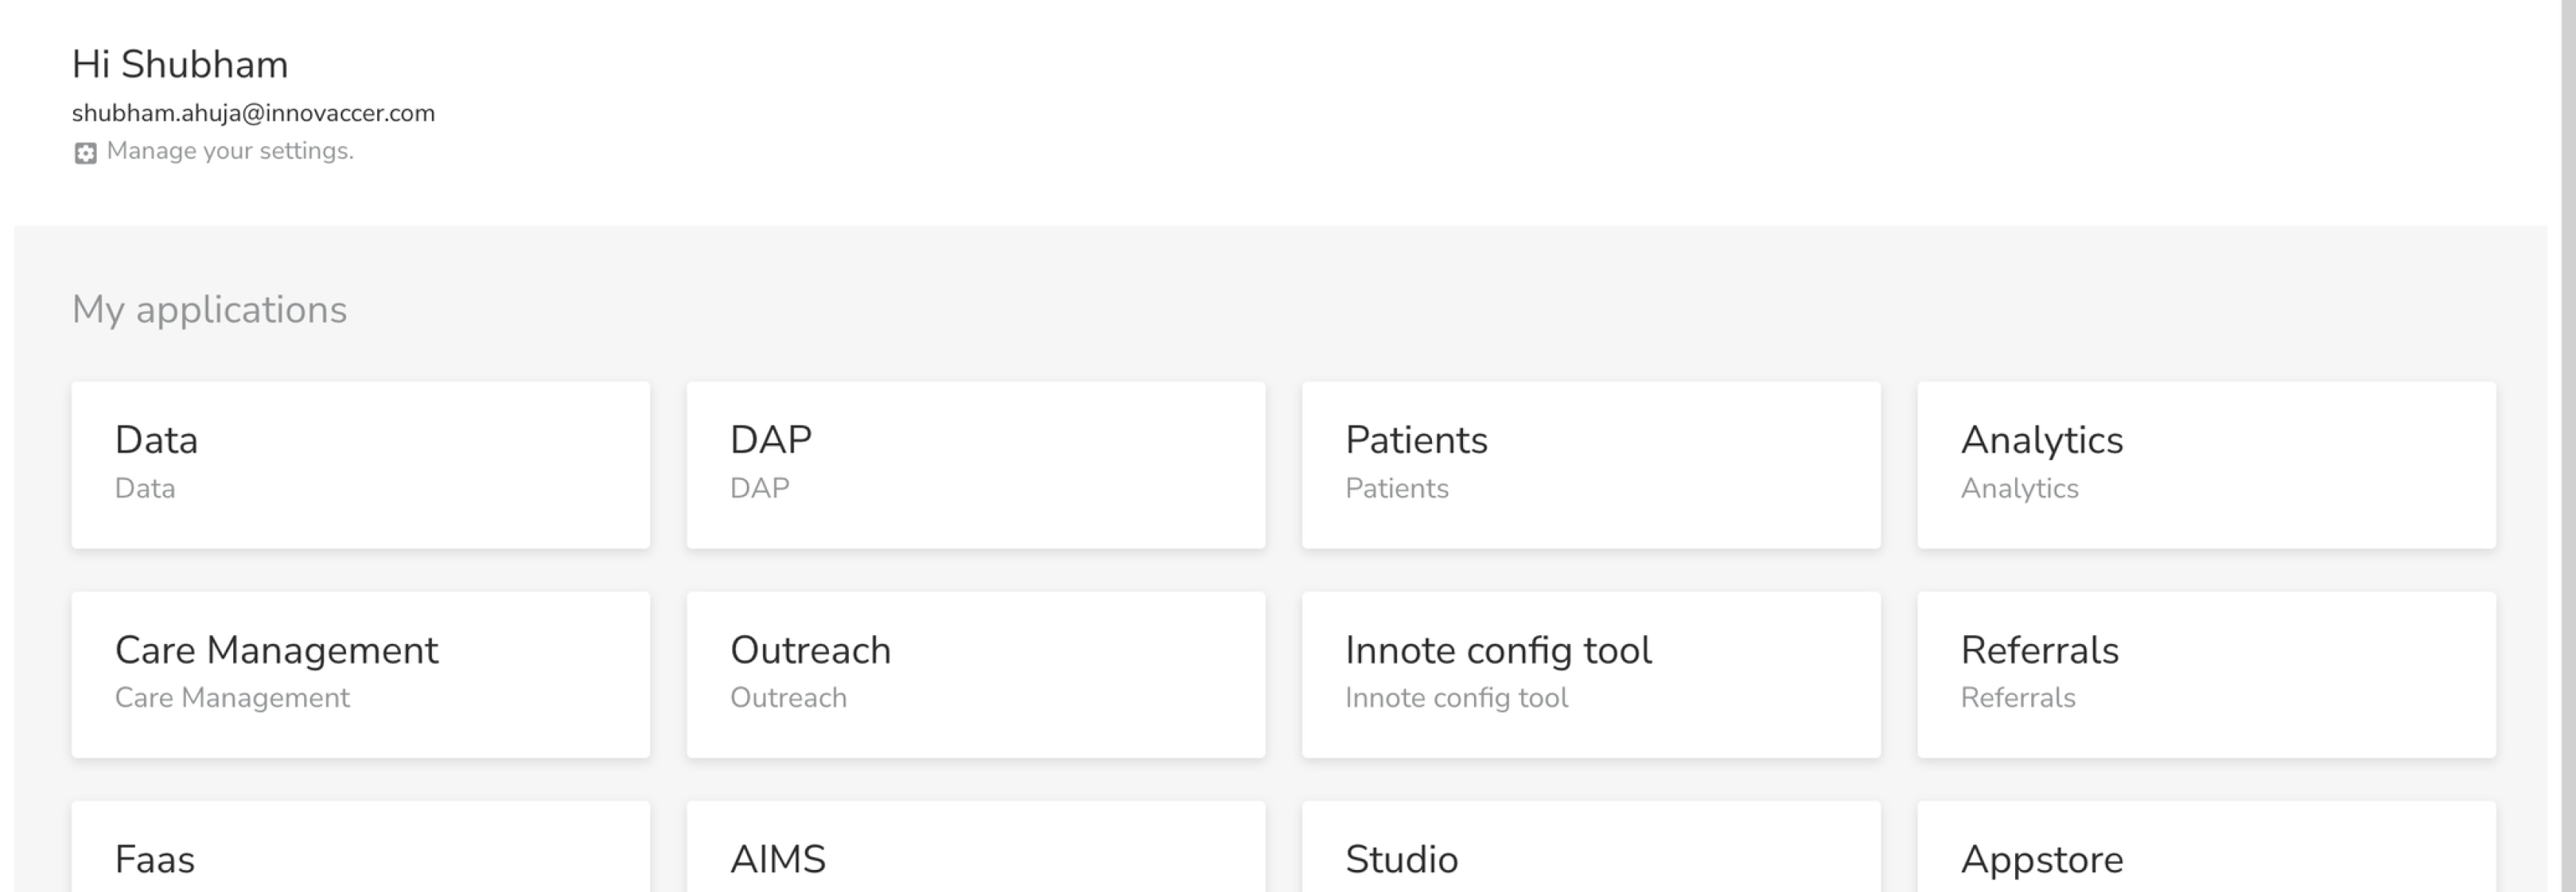 Hi Shubham
shubham.ahuja@innovaccer.com
Manage your settings.
My applications
Data
Data
DAP
DAP
Patients
Patients
Analytics
Analytics
Care Management
Care Management
Outreach
Outreach
Innote config tool
Innote config tool
Referrals
Referrals
Faas
AIMS
Studio
Appstore